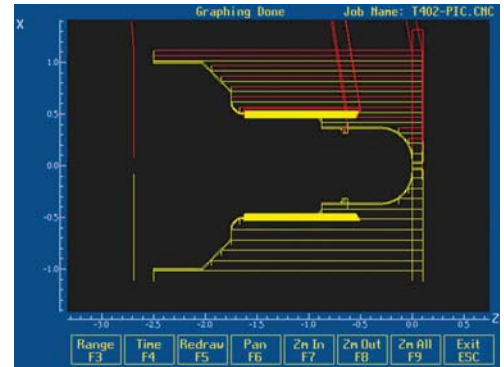 Graphing Done Job Name: T402-PIC.CNC
X
1.0
0.5
0.0
-0.5
-1.0
-3.0 -2.5 -2.0 -1.5 -1.0 -0.5 0.0 0.5 Z
Range Time Redraw Pan Zm In Zm Out Zm All Exit
F3 F4 F5 F6 F7 F8 F9 ESC